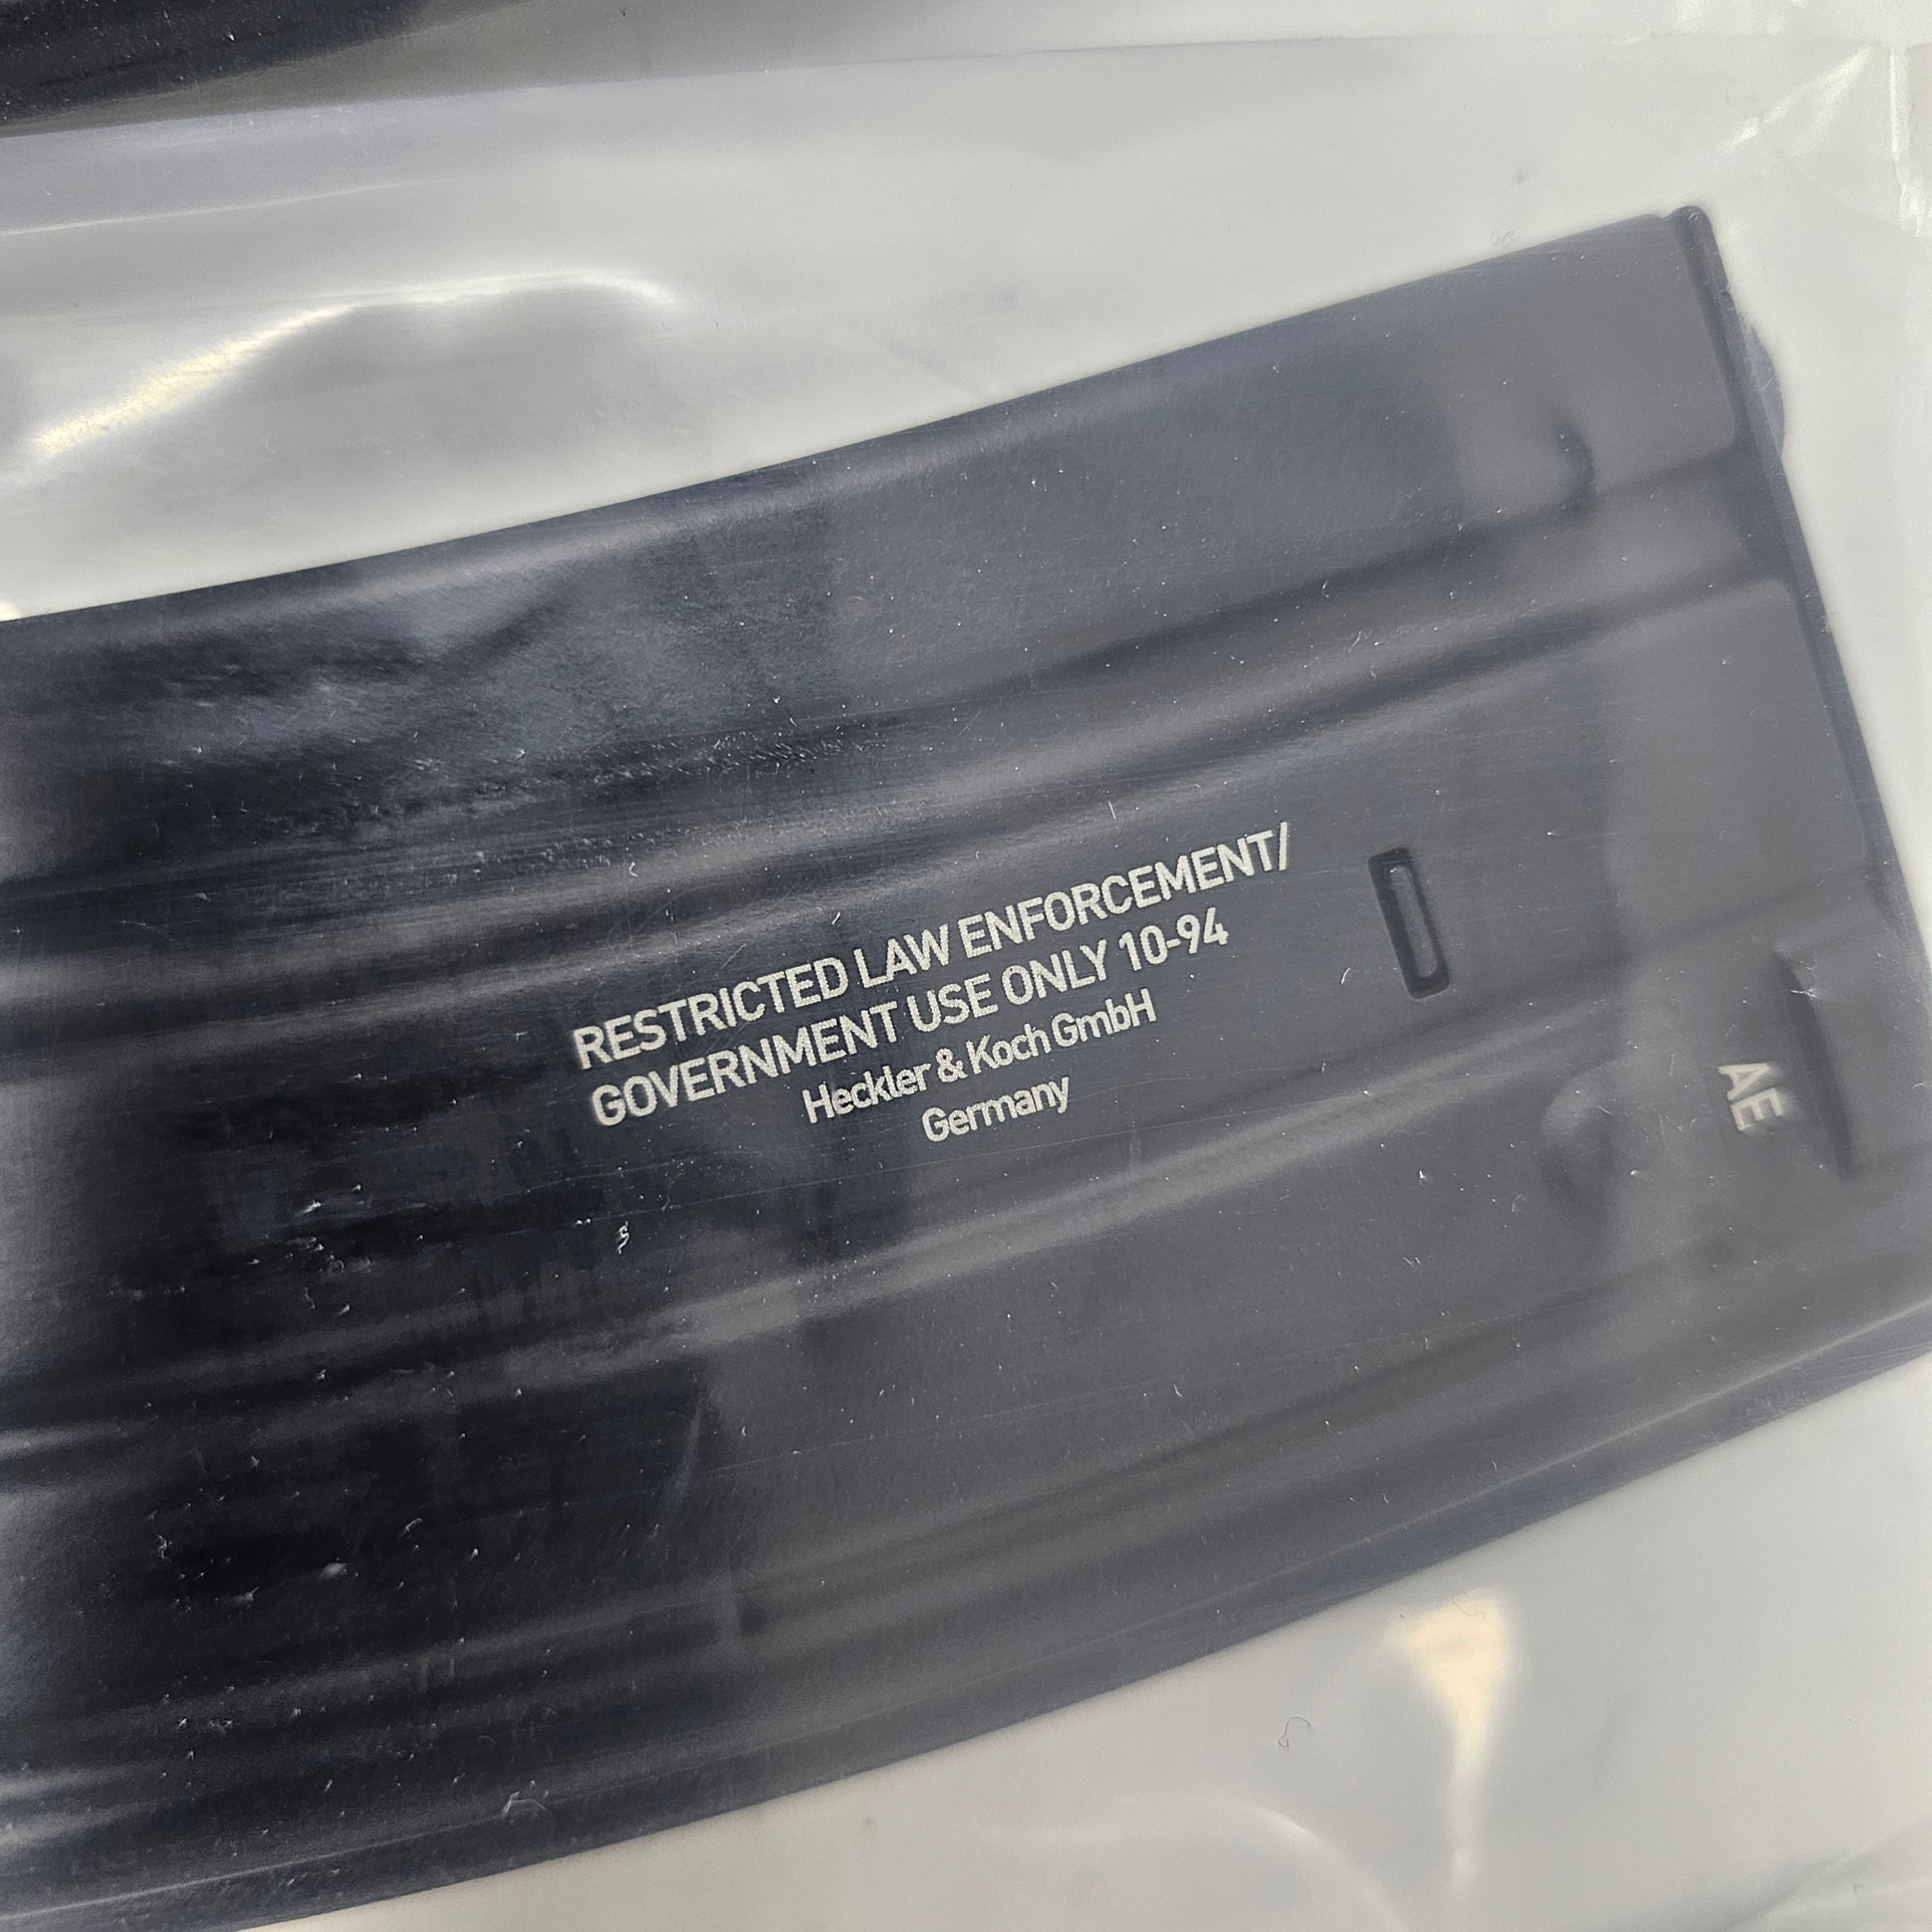 RESTRICTED LAW ENFORCEMENT/
GOVERNMENT USE ONLY 10-94
Heckler & Koch GmbH
Germany
AE